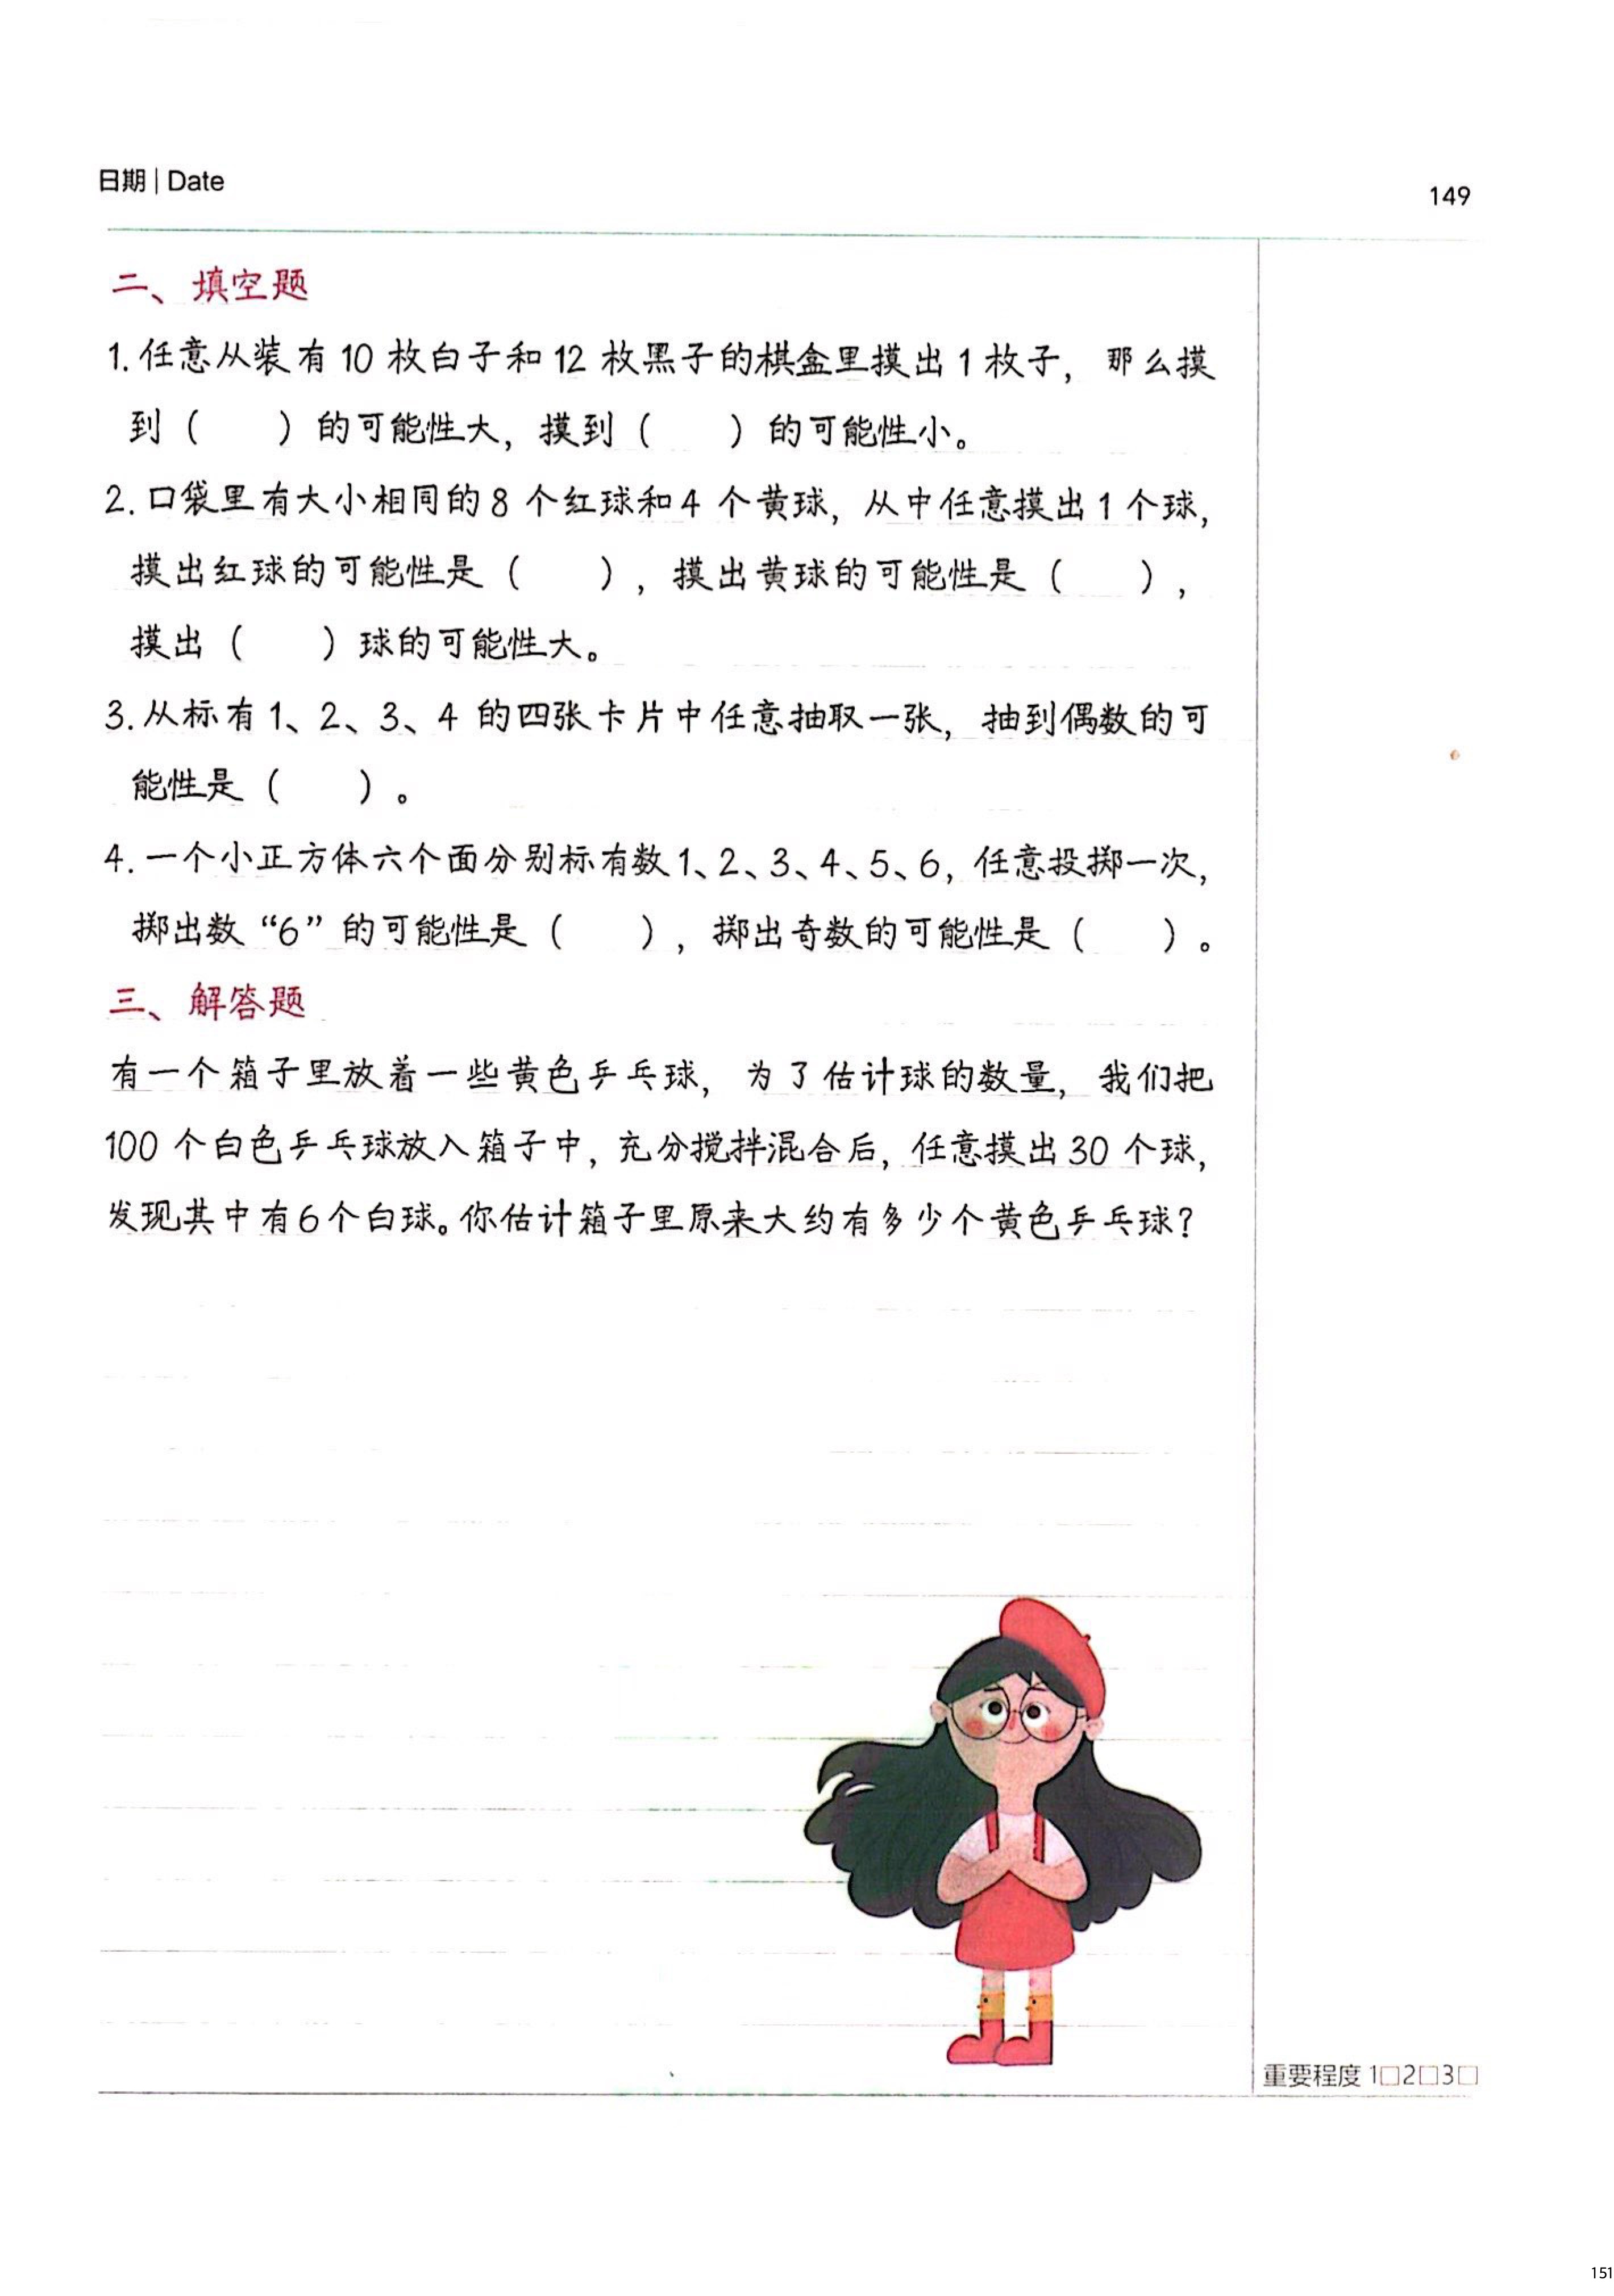 日期 | Date
149
二、填空题
1. 任意从装有 10 枚白子和 12 枚黑子的棋盒里摸出 1 枚子，那么摸
到（　　）的可能性大，摸到（　　）的可能性小。
2. 口袋里有大小相同的 8 个红球和 4 个黄球，从中任意摸出 1 个球，
摸出红球的可能性是（　　），摸出黄球的可能性是（　　），
摸出（　　）球的可能性大。
3. 从标有 1、2、3、4 的四张卡片中任意抽取一张，抽到偶数的可
能性是（　　）。
4. 一个小正方体六个面分别标有数 1、2、3、4、5、6，任意投掷一次，
掷出数“6”的可能性是（　　），掷出奇数的可能性是（　　）。
三、解答题
有一个箱子里放着一些黄色乒乓球，为了估计球的数量，我们把
100 个白色乒乓球放入箱子中，充分搅拌混合后，任意摸出 30 个球，
发现其中有 6 个白球。你估计箱子里原来大约有多少个黄色乒乓球？
重要程度 1□2□3□
151